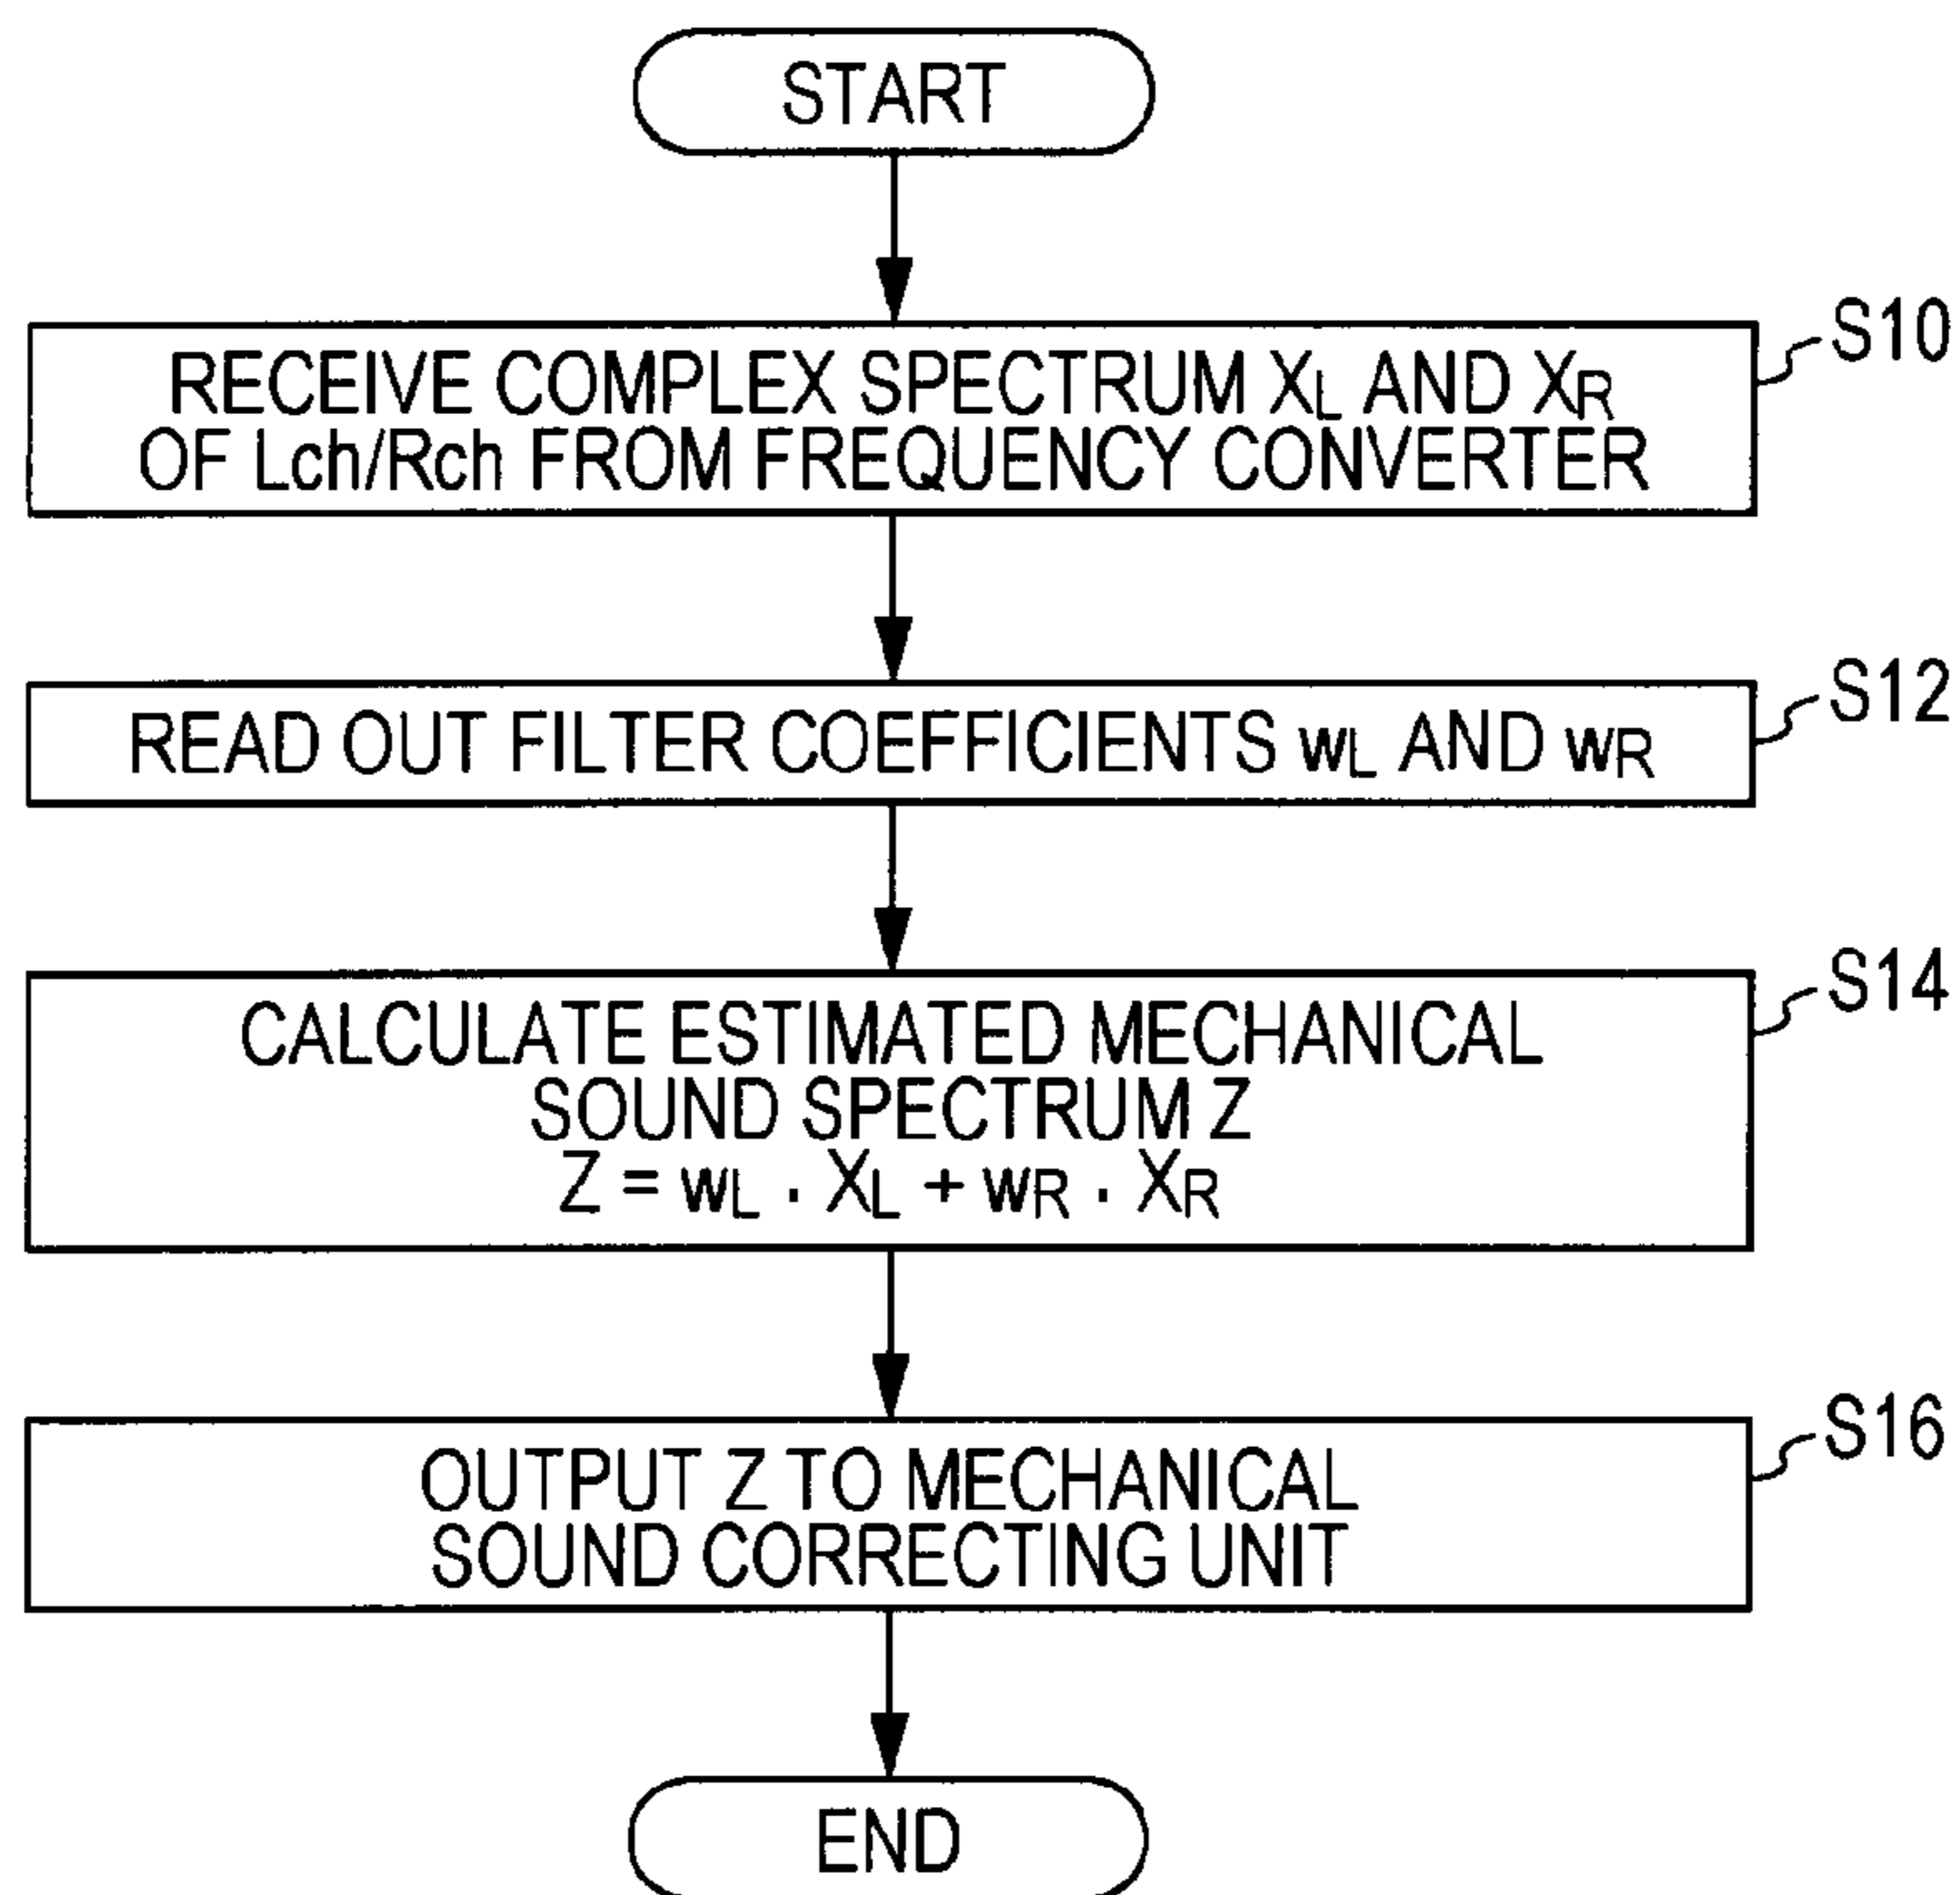 START
S10
RECEIVE COMPLEX SPECTRUM XL AND XR
OF Lch/Rch FROM FREQUENCY CONVERTER
S12
READ OUT FILTER COEFFICIENTS wL AND wR
S14
CALCULATE ESTIMATED MECHANICAL
SOUND SPECTRUM Z
Z = wL · XL + wR · XR
S16
OUTPUT Z TO MECHANICAL
SOUND CORRECTING UNIT
END